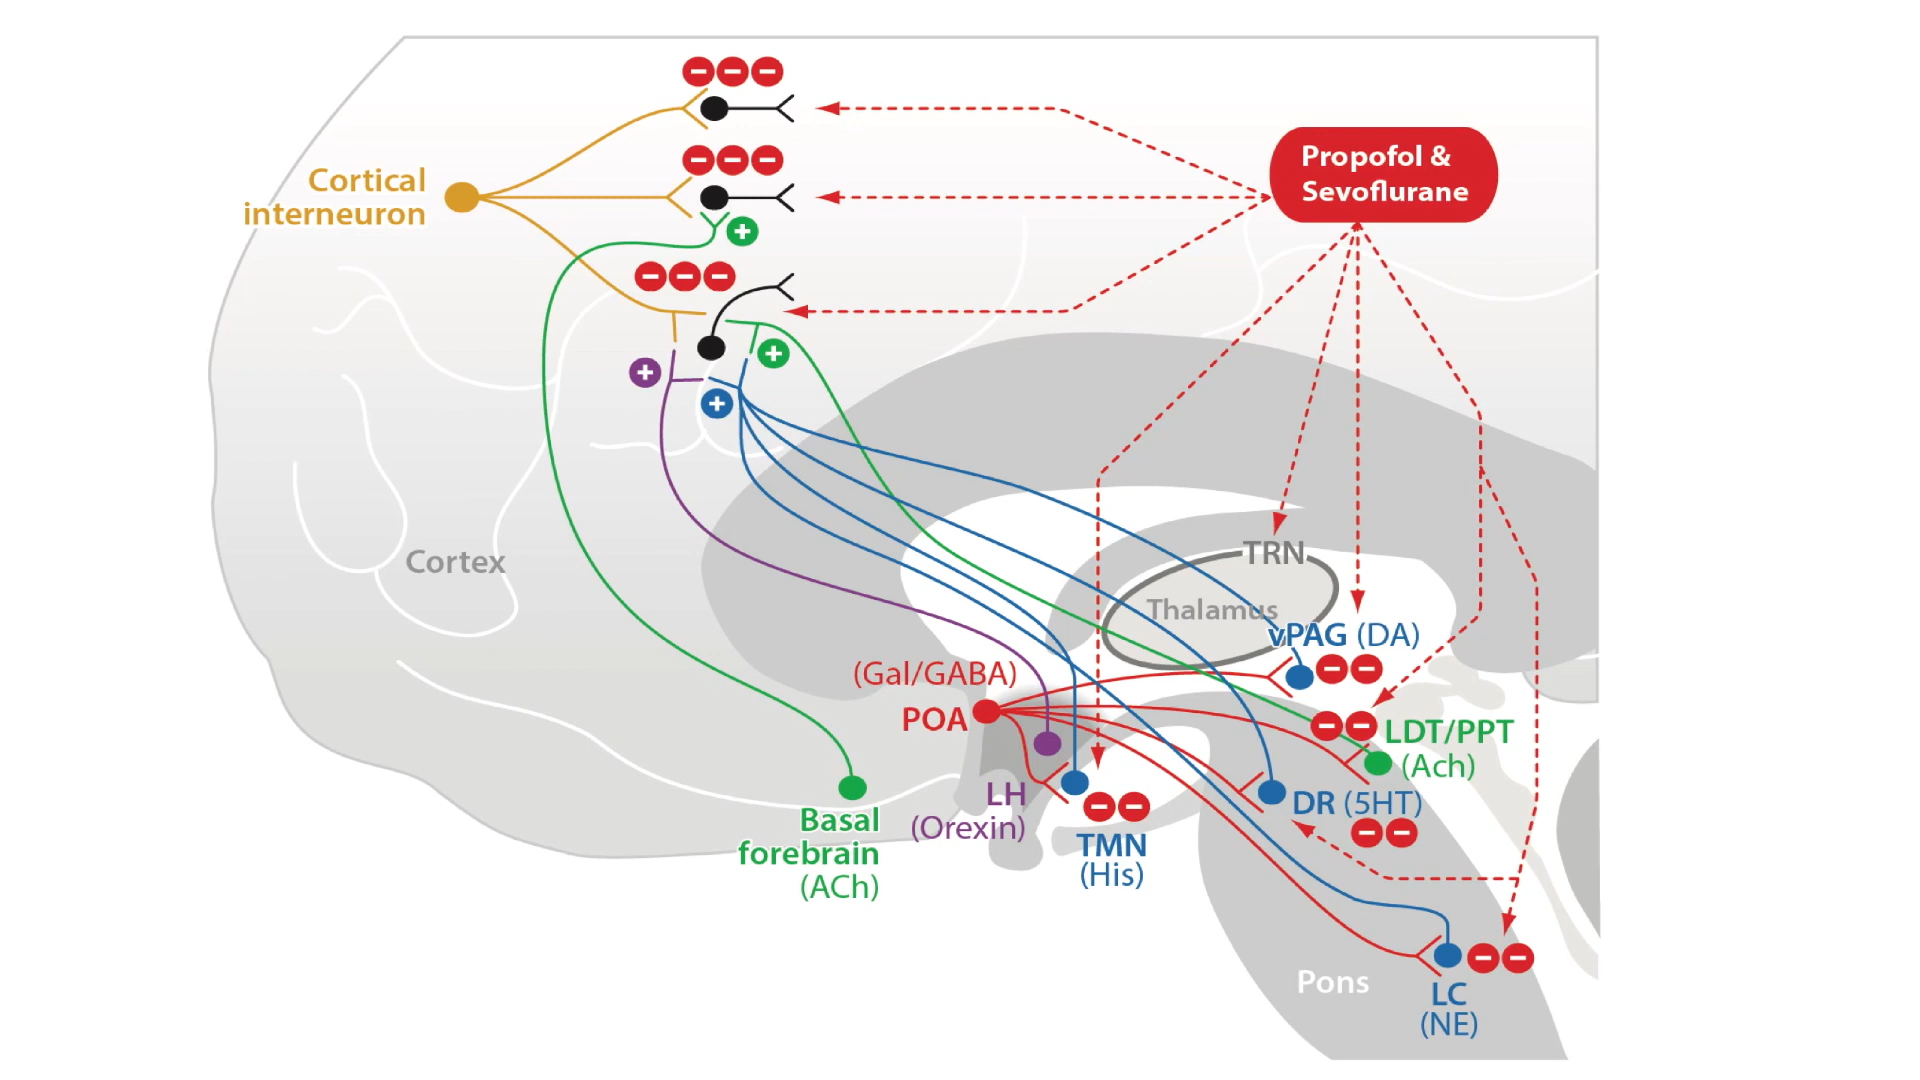 Propofol &
Sevoflurane
Cortical
interneuron
Cortex
TRN
Thalamus
vPAG (DA)
(Gal/GABA)
POA
LDT/PPT
(Ach)
LH
(Orexin)
DR (5HT)
Basal
forebrain
(ACh)
TMN
(His)
Pons
LC
(NE)